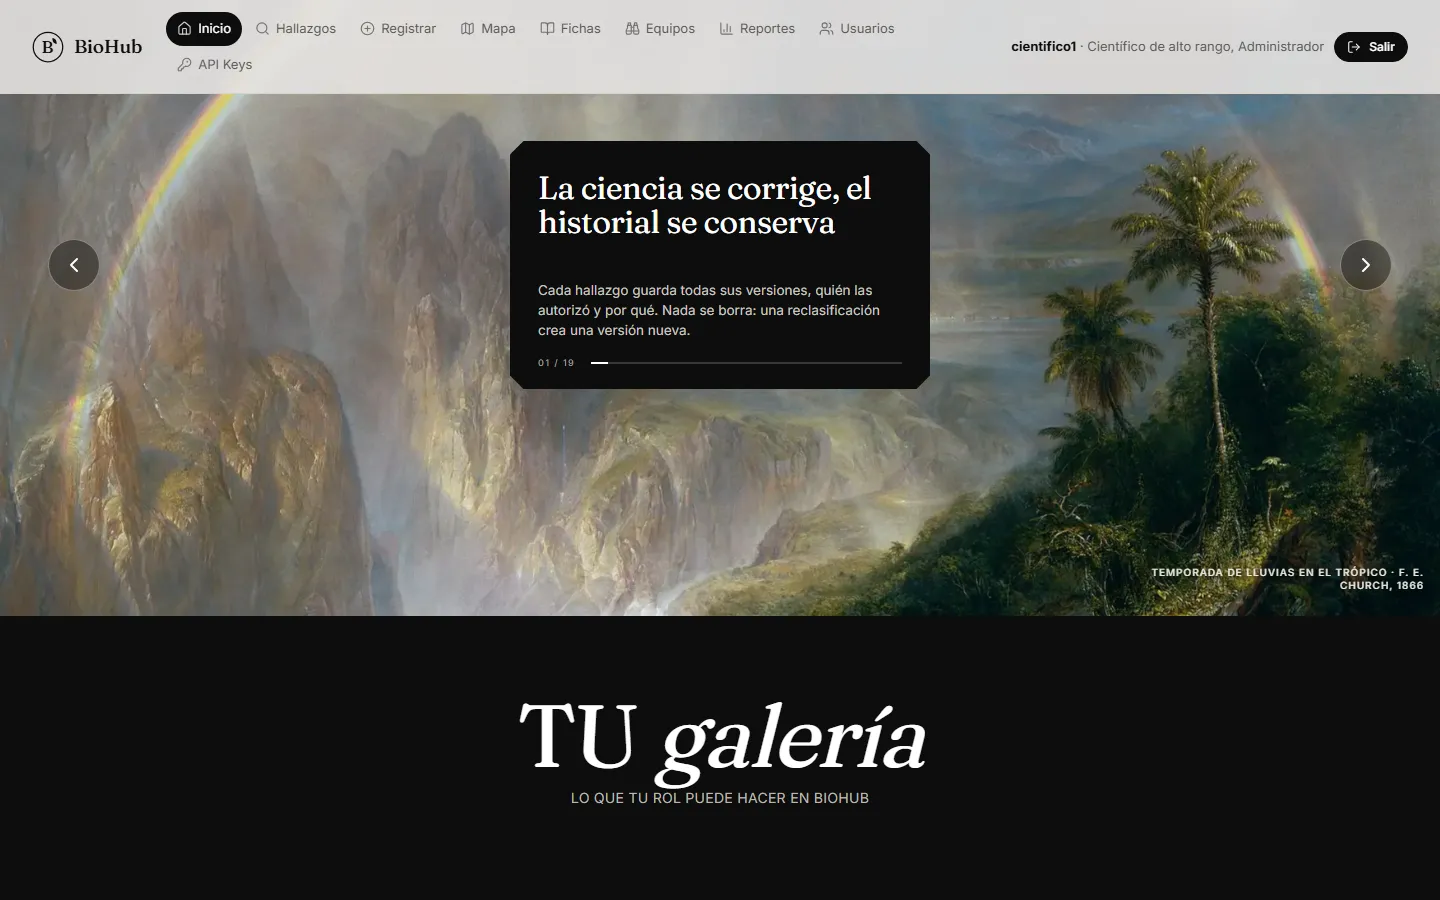 B BioHub
Inicio Hallazgos Registrar Mapa Fichas Equipos Reportes Usuarios
API Keys
cientifico1 · Científico de alto rango, Administrador Salir
La ciencia se corrige, el
historial se conserva
Cada hallazgo guarda todas sus versiones, quién las
autorizó y por qué. Nada se borra: una reclasificación
crea una versión nueva.
01 / 19
TEMPORADA DE LLUVIAS EN EL TRÓPICO · F. E.
CHURCH, 1866
TU galería
LO QUE TU ROL PUEDE HACER EN BIOHUB